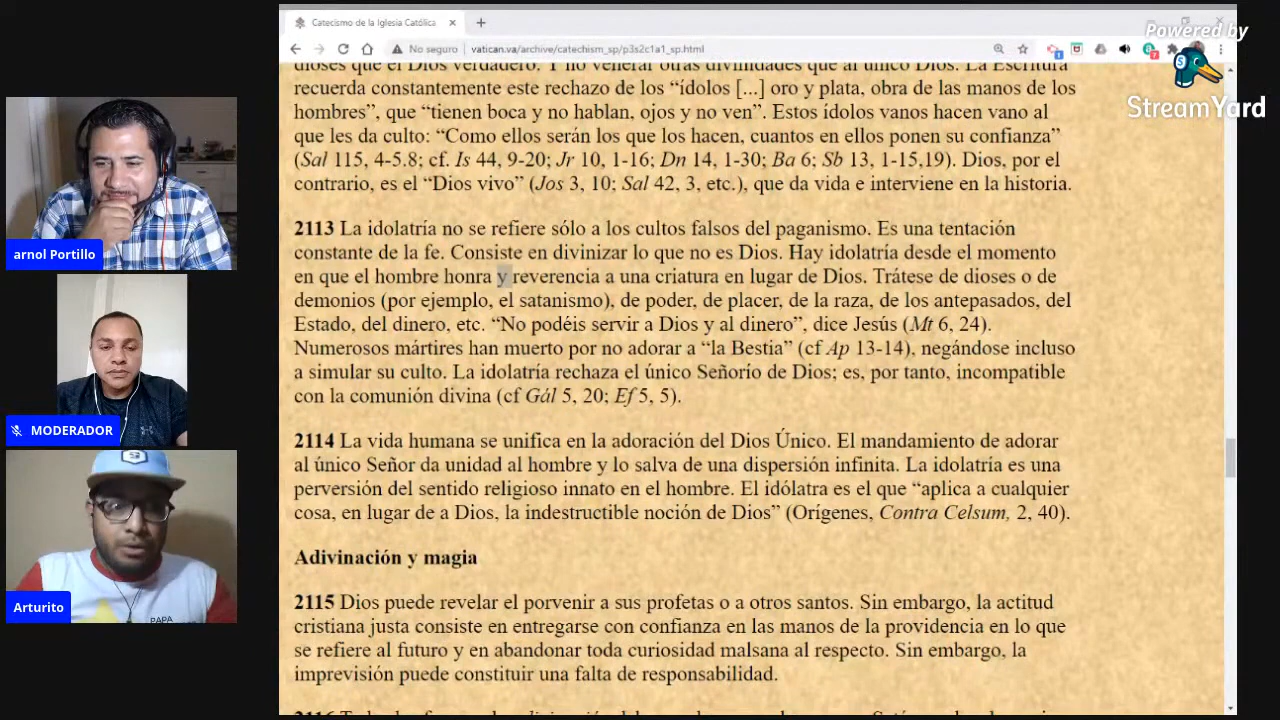 Catecismo de la Iglesia Católica
No seguro
vatican.va/archive/catechism_sp/p3s2c1a1_sp.html
Powered by
StreamYard
dioses que el Dios verdadero. Y no venerar otras divinidades que al único Dios. La Escritura
recuerda constantemente este rechazo de los “ídolos [...] oro y plata, obra de las manos de los
hombres”, que “tienen boca y no hablan, ojos y no ven”. Estos ídolos vanos hacen vano al
que les da culto: “Como ellos serán los que los hacen, cuantos en ellos ponen su confianza”
(Sal 115, 4-5.8; cf. Is 44, 9-20; Jr 10, 1-16; Dn 14, 1-30; Ba 6; Sb 13, 1-15,19). Dios, por el
contrario, es el “Dios vivo” (Jos 3, 10; Sal 42, 3, etc.), que da vida e interviene en la historia.
2113 La idolatría no se refiere sólo a los cultos falsos del paganismo. Es una tentación
constante de la fe. Consiste en divinizar lo que no es Dios. Hay idolatría desde el momento
en que el hombre honra y reverencia a una criatura en lugar de Dios. Trátese de dioses o de
demonios (por ejemplo, el satanismo), de poder, de placer, de la raza, de los antepasados, del
Estado, del dinero, etc. “No podéis servir a Dios y al dinero”, dice Jesús (Mt 6, 24).
Numerosos mártires han muerto por no adorar a “la Bestia” (cf Ap 13-14), negándose incluso
a simular su culto. La idolatría rechaza el único Señorío de Dios; es, por tanto, incompatible
con la comunión divina (cf Gál 5, 20; Ef 5, 5).
2114 La vida humana se unifica en la adoración del Dios Único. El mandamiento de adorar
al único Señor da unidad al hombre y lo salva de una dispersión infinita. La idolatría es una
perversión del sentido religioso innato en el hombre. El idólatra es el que “aplica a cualquier
cosa, en lugar de a Dios, la indestructible noción de Dios” (Orígenes, Contra Celsum, 2, 40).
Adivinación y magia
2115 Dios puede revelar el porvenir a sus profetas o a otros santos. Sin embargo, la actitud
cristiana justa consiste en entregarse con confianza en las manos de la providencia en lo que
se refiere al futuro y en abandonar toda curiosidad malsana al respecto. Sin embargo, la
imprevisión puede constituir una falta de responsabilidad.
2116
arnol Portillo
MODERADOR
Arturito
PAPA